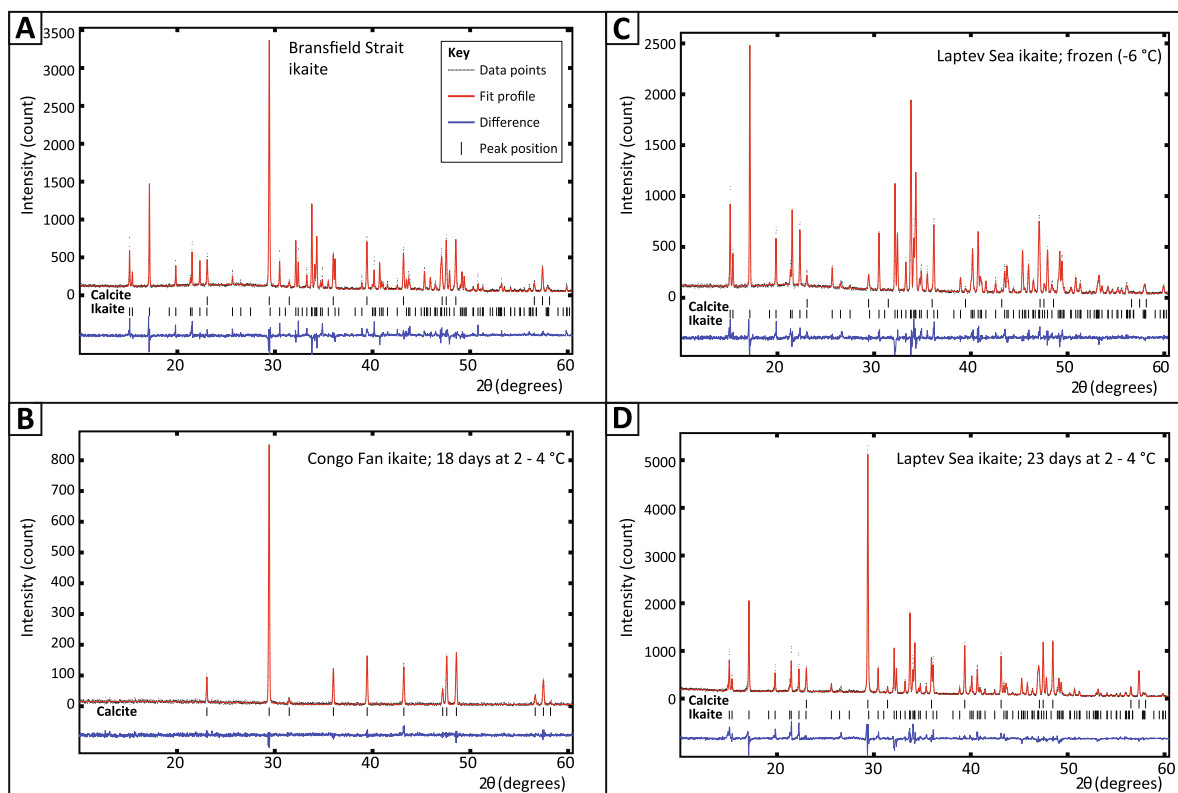 A
Bransfield Strait
ikaite
Key
Data points
Fit profile
Difference
Peak position
Intensity (count)
3500
3000
2500
2000
1500
1000
500
0
Calcite
Ikaite
20
30
40
50
60
2θ (degrees)
B
Congo Fan ikaite; 18 days at 2 - 4 °C
Intensity (count)
800
700
600
500
400
300
200
100
0
Calcite
20
30
40
50
60
2θ (degrees)
C
Laptev Sea ikaite; frozen (-6 °C)
Intensity (count)
2500
2000
1500
1000
500
0
Calcite
Ikaite
20
30
40
50
60
2θ (degrees)
D
Laptev Sea ikaite; 23 days at 2 - 4 °C
Intensity (count)
5000
4000
3000
2000
1000
0
Calcite
Ikaite
20
30
40
50
60
2θ (degrees)